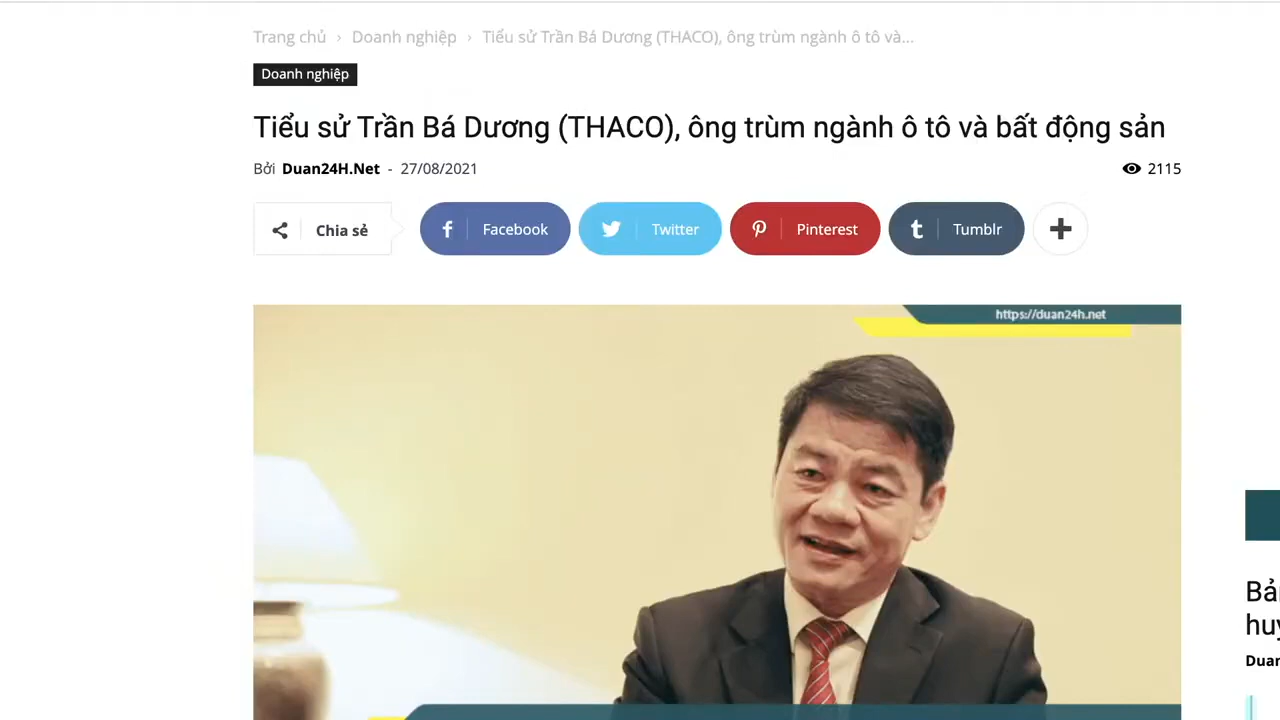 Trang chủ › Doanh nghiệp › Tiểu sử Trần Bá Dương (THACO), ông trùm ngành ô tô và...
Doanh nghiệp
Tiểu sử Trần Bá Dương (THACO), ông trùm ngành ô tô và bất động sản
Bởi Duan24H.Net - 27/08/2021 2115
Chia sẻ Facebook Twitter Pinterest Tumblr
https://duan24h.net